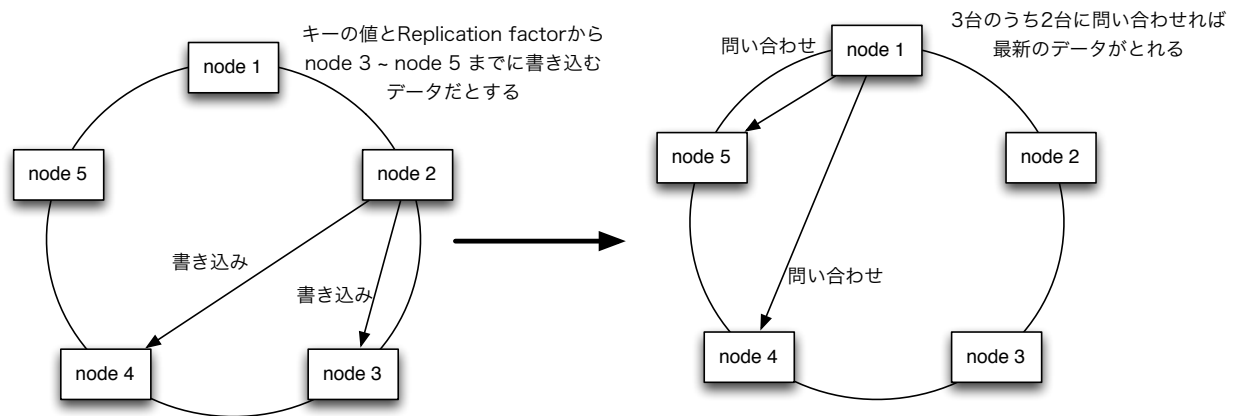 キーの値とReplication factorから
node 3 ~ node 5 までに書き込む
データだとする
node 1
node 5
node 2
書き込み
書き込み
node 4
node 3
3台のうち2台に問い合わせれば
最新のデータがとれる
問い合わせ
node 1
node 5
node 2
問い合わせ
node 4
node 3